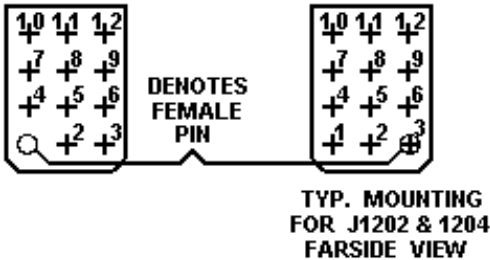 10 11 12 10 11 12
7 8 9 7 8 9
4 5 6 4 5 6
2 3 1 2 3
DENOTES
FEMALE
PIN
TYP. MOUNTING
FOR J1202 & 1204
FARSIDE VIEW